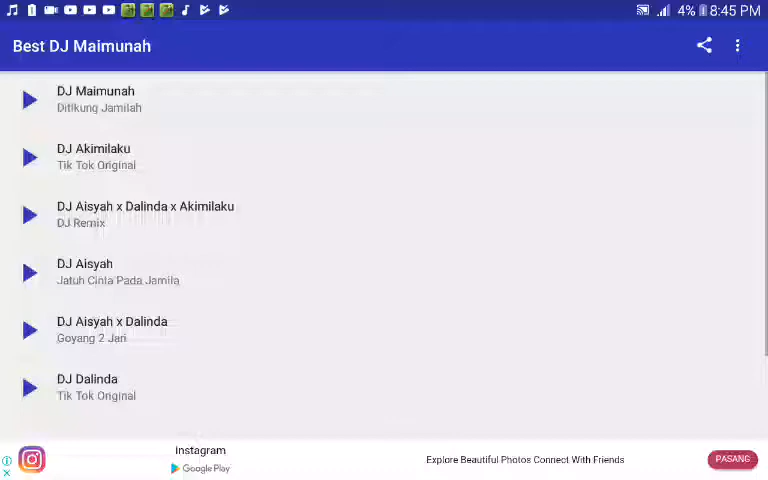 4% 8:45 PM
Best DJ Maimunah
DJ Maimunah
Ditikung Jamilah
DJ Akimilaku
Tik Tok Original
DJ Aisyah x Dalinda x Akimilaku
DJ Remix
DJ Aisyah
Jatuh Cinta Pada Jamila
DJ Aisyah x Dalinda
Goyang 2 Jari
DJ Dalinda
Tik Tok Original
Instagram
Google Play
Explore Beautiful Photos Connect With Friends
PASANG